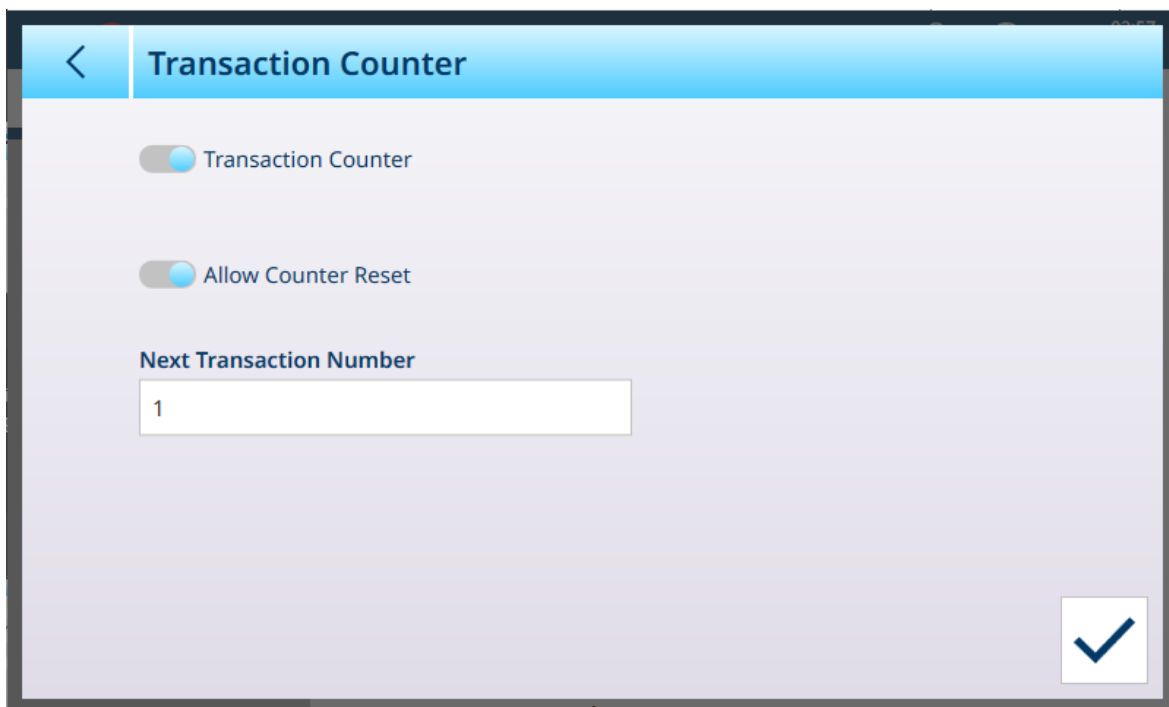 Transaction Counter
Transaction Counter
Allow Counter Reset
Next Transaction Number
1